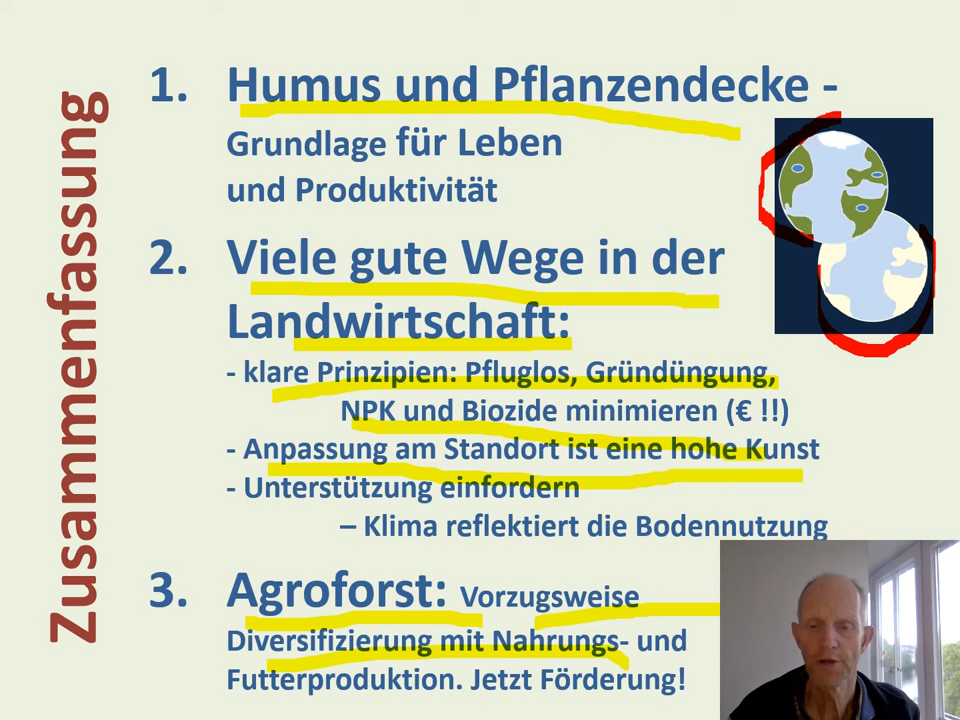 Zusammenfassung
1. Humus und Pflanzendecke -
Grundlage für Leben
und Produktivität
2. Viele gute Wege in der
Landwirtschaft:
- klare Prinzipien: Pfluglos, Gründüngung,
NPK und Biozide minimieren (€ !!)
- Anpassung am Standort ist eine hohe Kunst
- Unterstützung einfordern
– Klima reflektiert die Bodennutzung
3. Agroforst: Vorzugsweise
Diversifizierung mit Nahrungs- und
Futterproduktion. Jetzt Förderung!